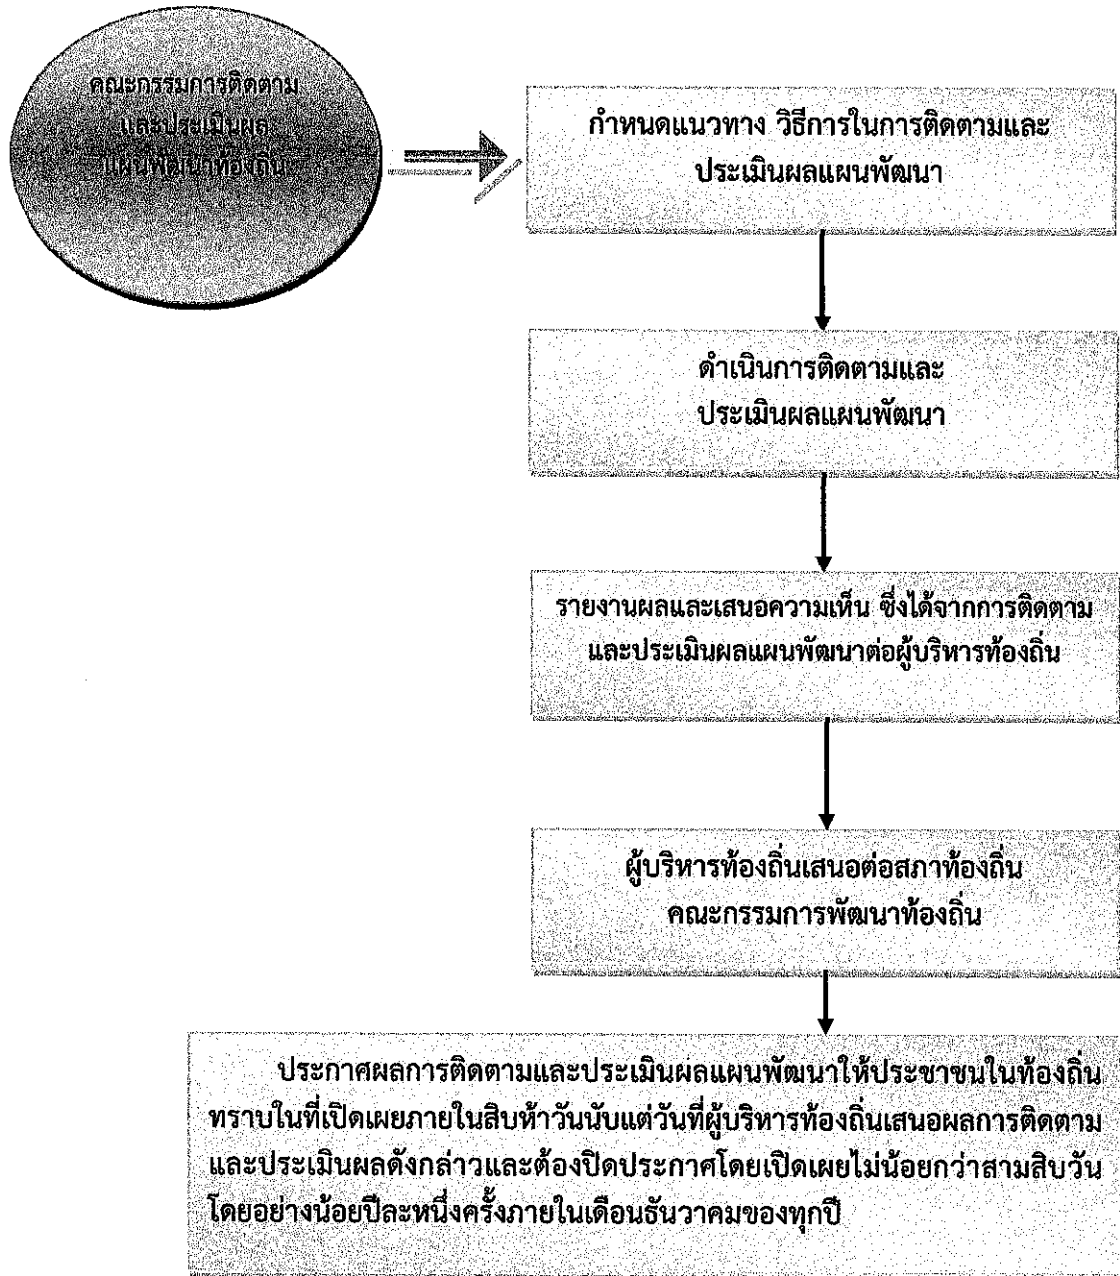 คณะกรรมการติดตาม
และประเมินผล
แผนพัฒนาท้องถิ่น
กำหนดแนวทาง วิธีการในการติดตามและ
ประเมินผลแผนพัฒนา
ดำเนินการติดตามและ
ประเมินผลแผนพัฒนา
รายงานผลและเสนอความเห็น ซึ่งได้จากการติดตาม
และประเมินผลแผนพัฒนาต่อผู้บริหารท้องถิ่น
ผู้บริหารท้องถิ่นเสนอต่อสภาท้องถิ่น
คณะกรรมการพัฒนาท้องถิ่น
ประกาศผลการติดตามและประเมินผลแผนพัฒนาให้ประชาชนในท้องถิ่น
ทราบในที่เปิดเผยภายในสิบห้าวันนับแต่วันที่ผู้บริหารท้องถิ่นเสนอผลการติดตาม
และประเมินผลดังกล่าวและต้องปิดประกาศโดยเปิดเผยไม่น้อยกว่าสามสิบวัน
โดยอย่างน้อยปีละหนึ่งครั้งภายในเดือนธันวาคมของทุกปี